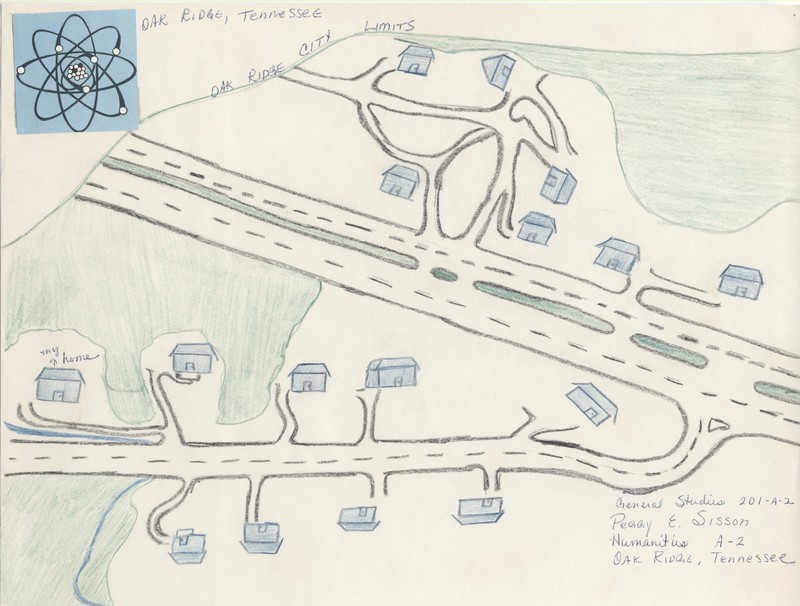 OAK RIDGE, TENNESSEE
OAK RIDGE CITY LIMITS
my home
General Studies 201-A-2
Peggy E. Sisson
Humanities A-2
OAK RIDGE, TENNESSEE